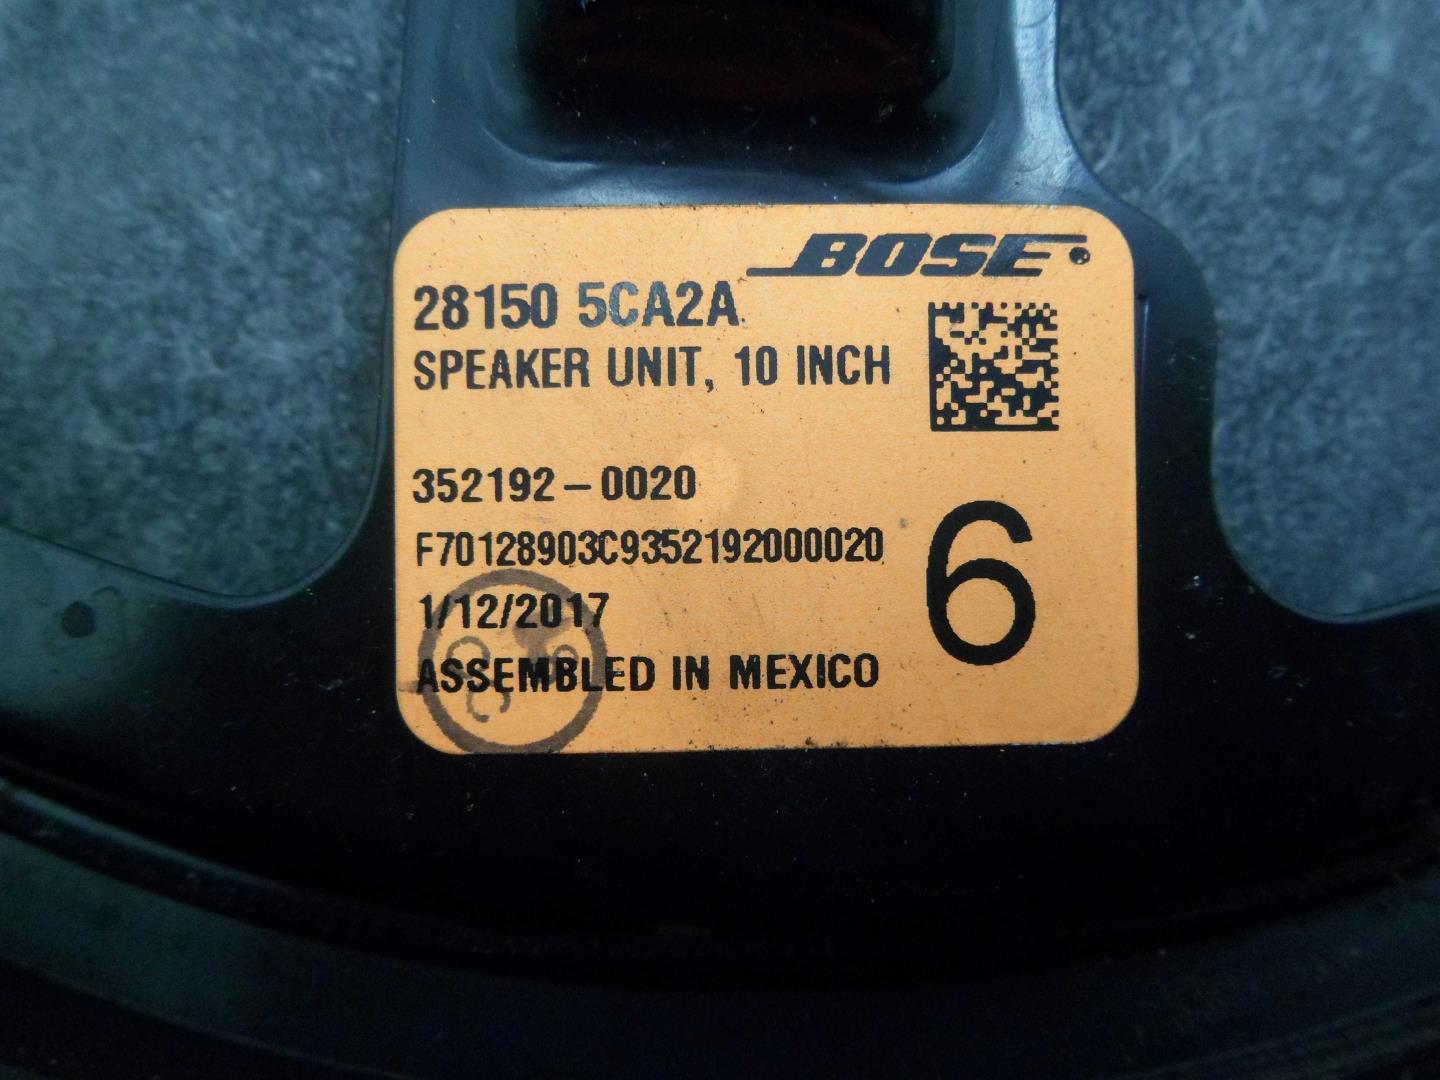 BOSE
28150 5CA2A
SPEAKER UNIT, 10 INCH
352192-0020
F70128903C9352192000020
1/12/2017
ASSEMBLED IN MEXICO
6